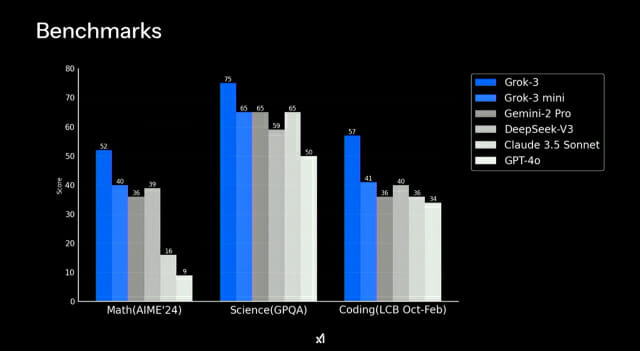 Benchmarks
80
70
60
50
40
30
20
10
0
Score
52
40
36
39
16
9
75
65
65
59
65
50
57
41
36
40
36
34
Math(AIME'24)
Science(GPQA)
Coding(LCB Oct-Feb)
Grok-3
Grok-3 mini
Gemini-2 Pro
DeepSeek-V3
Claude 3.5 Sonnet
GPT-4o
xI